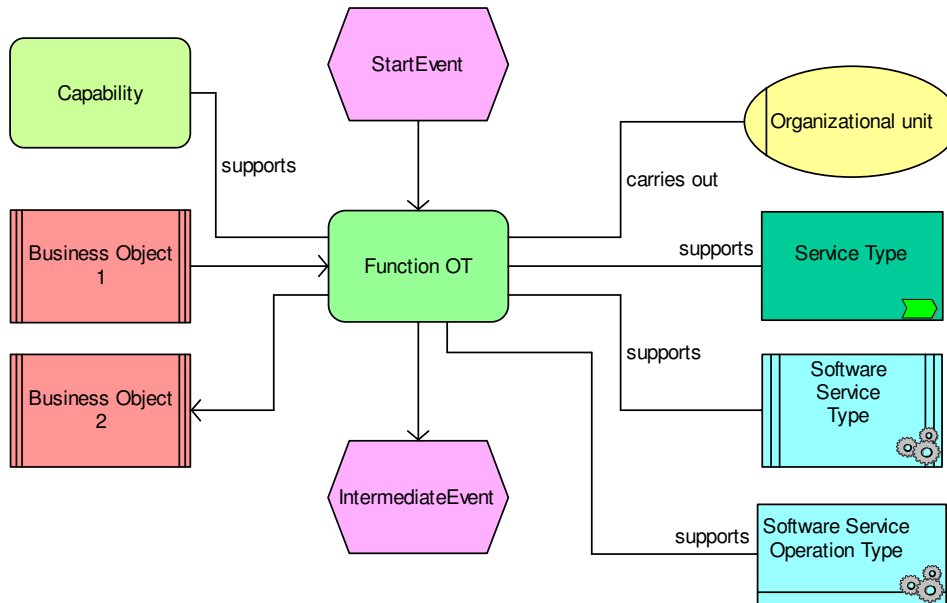 StartEvent
Capability
Organizational unit
supports
carries out
Business Object
1
Function OT
supports
Service Type
supports
Software
Service
Type
Business Object
2
IntermediateEvent
supports
Software Service
Operation Type